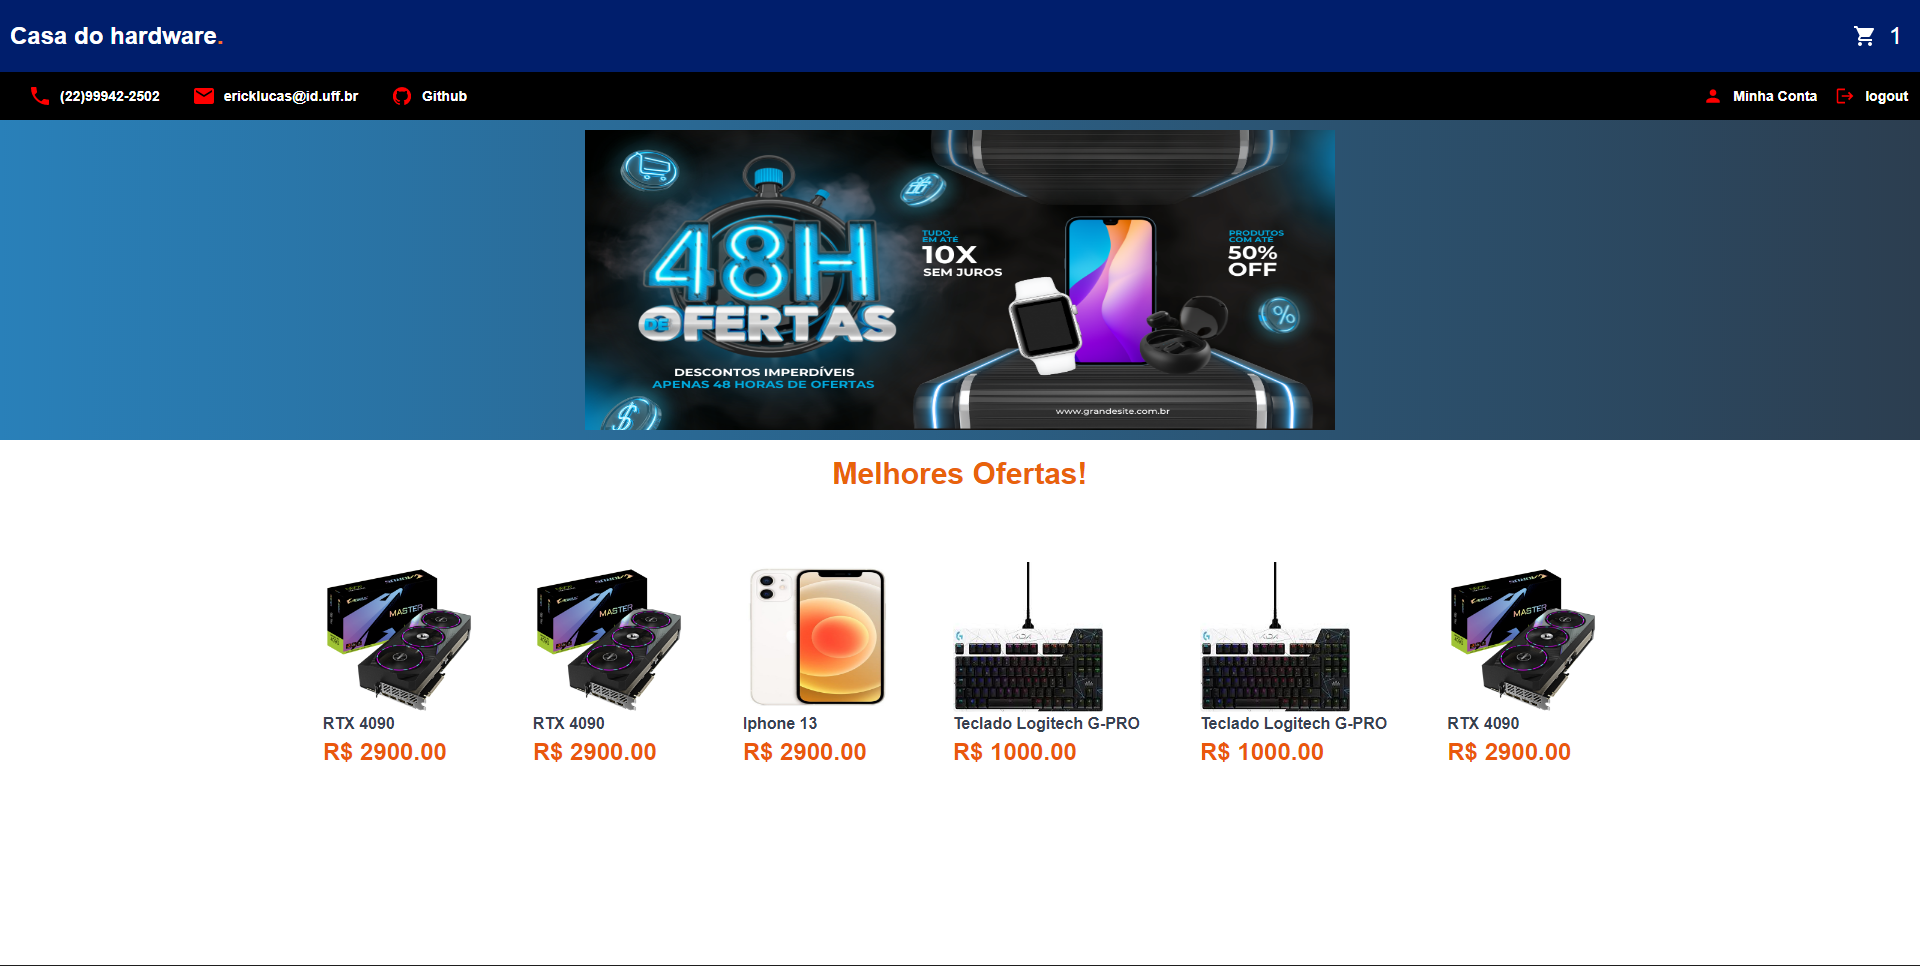 Casa do hardware.
1
(22)99942-2502
ericklucas@id.uff.br
Github
Minha Conta
logout
48H
DE
OFERTAS
DESCONTOS IMPERDÍVEIS
APENAS 48 HORAS DE OFERTAS
TUDO
EM ATÉ
10X
SEM JUROS
PRODUTOS
COM ATÉ
50%
OFF
%
$
www.grandesite.com.br
Melhores Ofertas!
MASTER
RTX 4090
R$ 2900.00
MASTER
RTX 4090
R$ 2900.00
Iphone 13
R$ 2900.00
Teclado Logitech G-PRO
R$ 1000.00
Teclado Logitech G-PRO
R$ 1000.00
MASTER
RTX 4090
R$ 2900.00